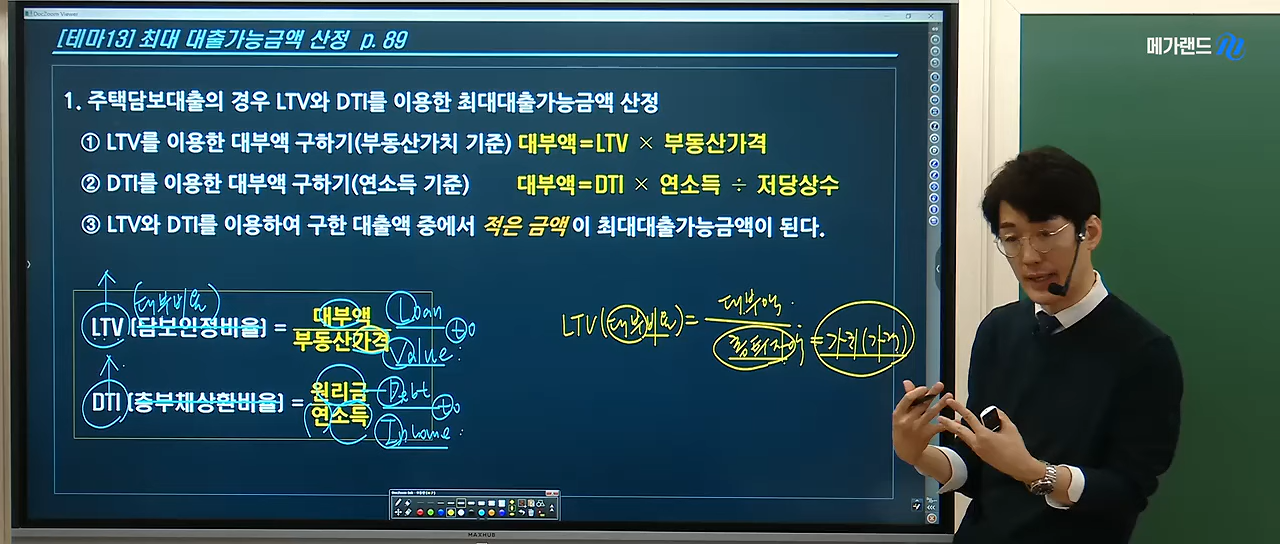 DocZoom Viewer
[테마13] 최대 대출가능금액 산정 p. 89
메가랜드
1. 주택담보대출의 경우 LTV와 DTI를 이용한 최대대출가능금액 산정
① LTV를 이용한 대부액 구하기(부동산가치 기준) 대부액=LTV × 부동산가격
② DTI를 이용한 대부액 구하기(연소득 기준) 대부액=DTI × 연소득 ÷ 저당상수
③ LTV와 DTI를 이용하여 구한 대출액 중에서 적은 금액이 최대대출가능금액이 된다.
(대부비율)
LTV [담보인정비율] = 대부액 Loan
부동산가격 to Value
DTI [총부채상환비율] = 원리금 Debt
연소득 to Income
LTV(대부비율)= 대부액
총투자액 = 가치(가격)
MAXHUB